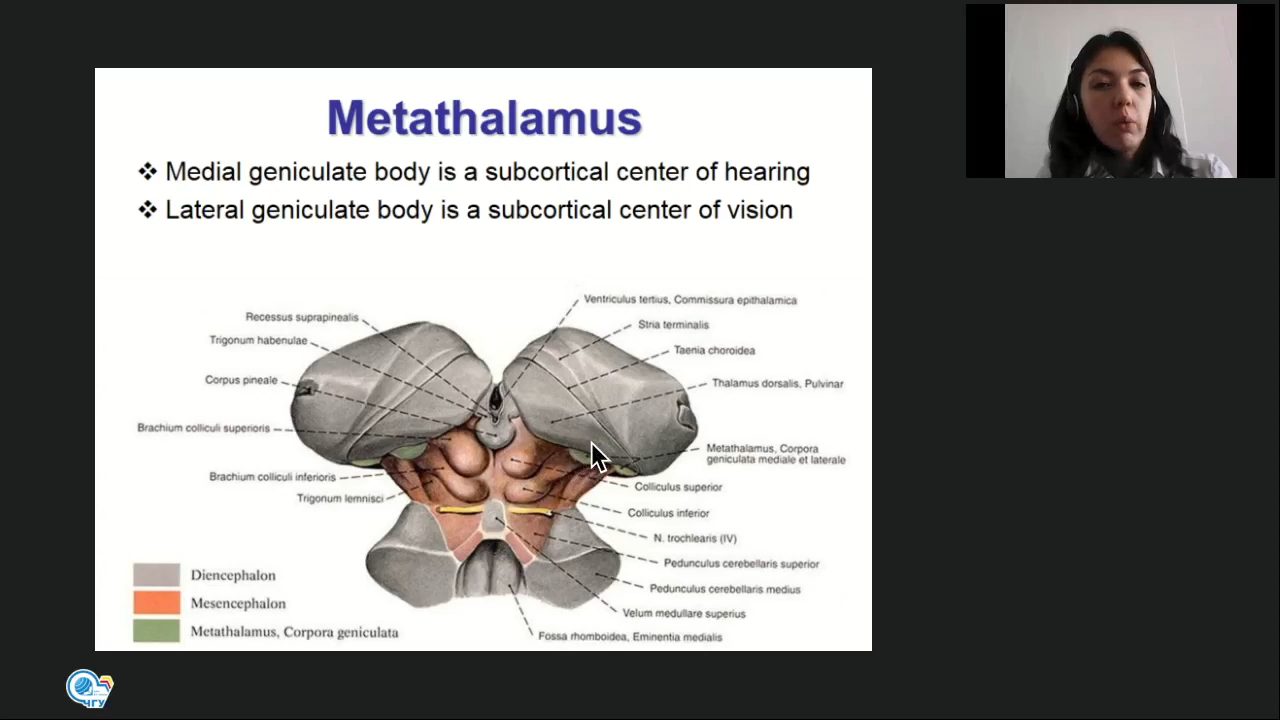 Metathalamus
❖ Medial geniculate body is a subcortical center of hearing
❖ Lateral geniculate body is a subcortical center of vision
Ventriculus tertius, Commissura epithalamica
Recessus suprapinealis
Stria terminalis
Trigonum habenulae
Taenia choroidea
Corpus pineale
Thalamus dorsalis, Pulvinar
Brachium colliculi superioris
Metathalamus, Corpora
geniculata mediale et laterale
Brachium colliculi inferioris
Colliculus superior
Trigonum lemnisci
Colliculus inferior
N. trochlearis (IV)
Pedunculus cerebellaris superior
Diencephalon
Pedunculus cerebellaris medius
Mesencephalon
Velum medullare superius
Metathalamus, Corpora geniculata
Fossa rhomboidea, Eminentia medialis
ЧГУ